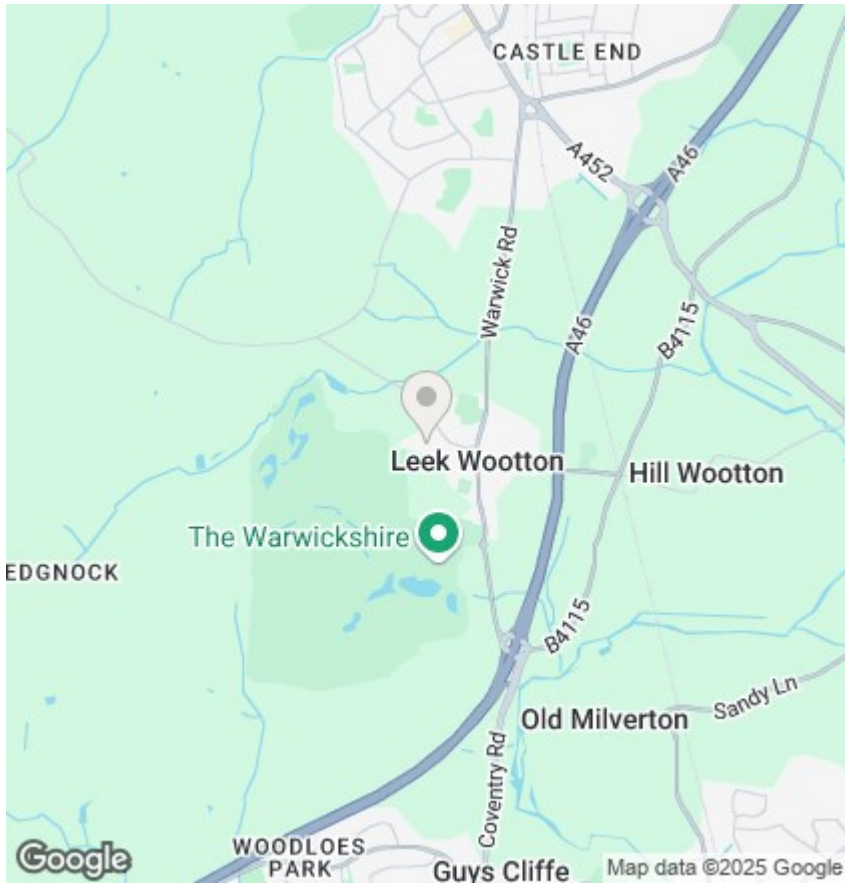 CASTLE END
A452
A46
Warwick Rd
A46
B4115
Leek Wootton
Hill Wootton
The Warwickshire
EDGNOCK
B4115
Sandy Ln
Old Milverton
Coventry Rd
WOODLOES
PARK
Guys Cliffe
Google
Map data ©2025 Google